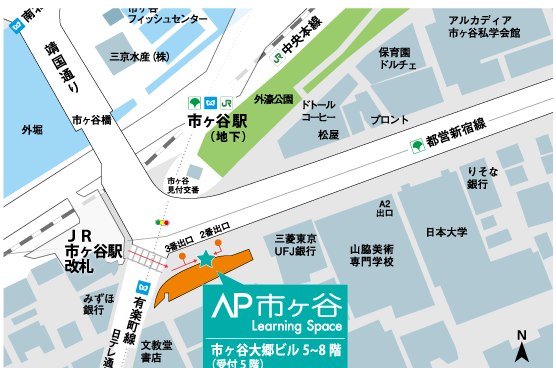 南北
市ヶ谷
フィッシュセンター
アルカディア
市ヶ谷私学会館
靖国通り
三京水産(株)
JR 中央本線
保育園
ドルチェ
外濠公園
JR
ドトール
コーヒー
市ヶ谷橋
市ヶ谷駅
(地下)
松屋
プロント
外堀
都営新宿線
市ヶ谷
見付交番
りそな
銀行
A2
出口
3番出口
2番出口
JR
市ヶ谷駅
改札
三菱東京
UFJ銀行
山脇美術
専門学校
日本大学
みずほ
銀行
有楽町線
AP市ヶ谷
Learning Space
文教堂
書店
日テレ通
市ヶ谷大郷ビル 5~8 階
(受付5階)
N